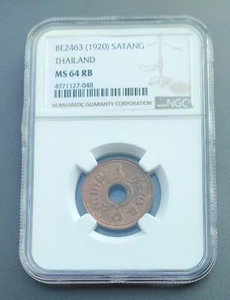 BE2463 (1920) SATANG
THAILAND
MS 64 RB
4971127-048
NUMISMATIC GUARANTY CORPORATION
NGC